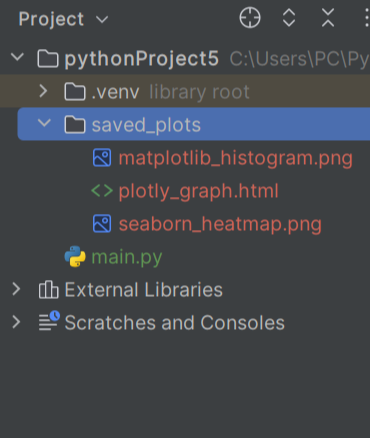 Project
pythonProject5 C:\Users\PC\Py
.venv library root
saved_plots
matplotlib_histogram.png
plotly_graph.html
seaborn_heatmap.png
main.py
External Libraries
Scratches and Consoles